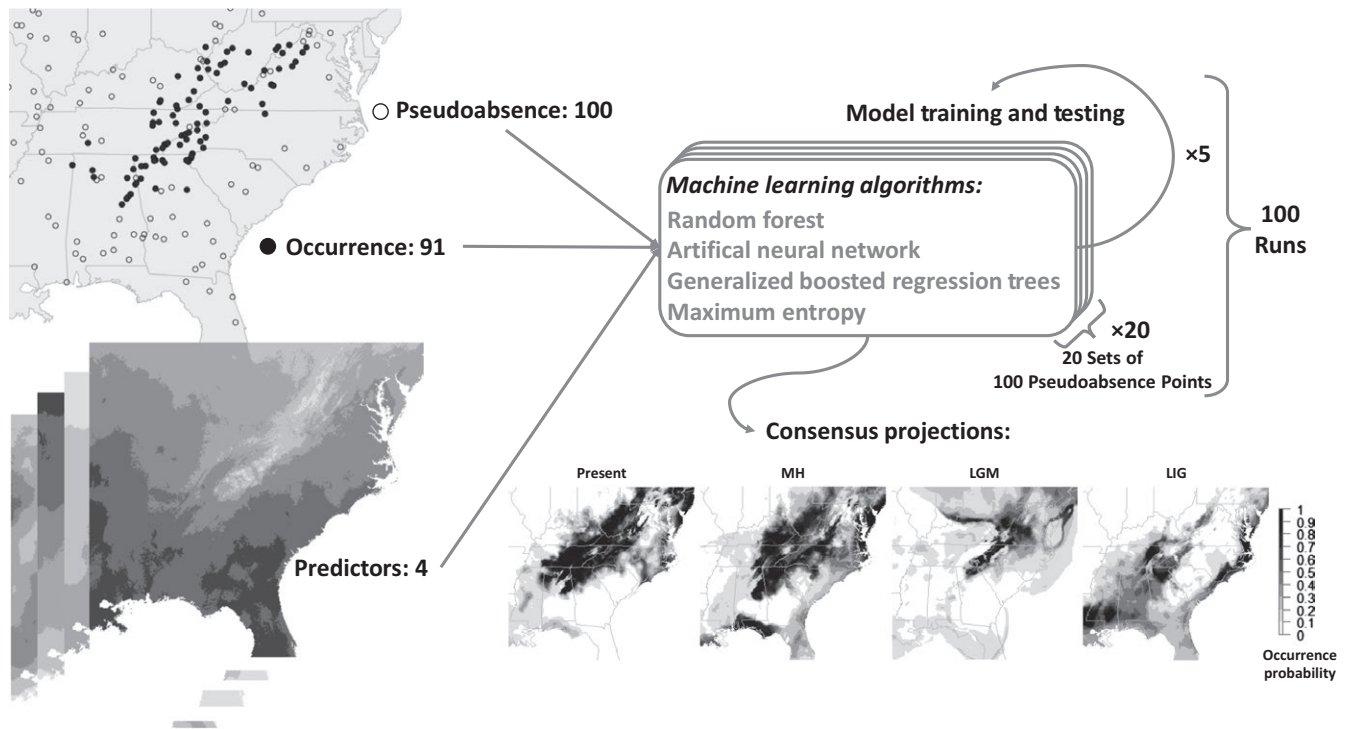 Pseudoabsence: 100
Occurrence: 91
Predictors: 4
Model training and testing
×5
Machine learning algorithms:
Random forest
Artifical neural network
Generalized boosted regression trees
Maximum entropy
×20
20 Sets of
100 Pseudoabsence Points
100
Runs
Consensus projections:
Present
MH
LGM
LIG
1
0.9
0.8
0.7
0.6
0.5
0.4
0.3
0.2
0.1
0
Occurrence
probability